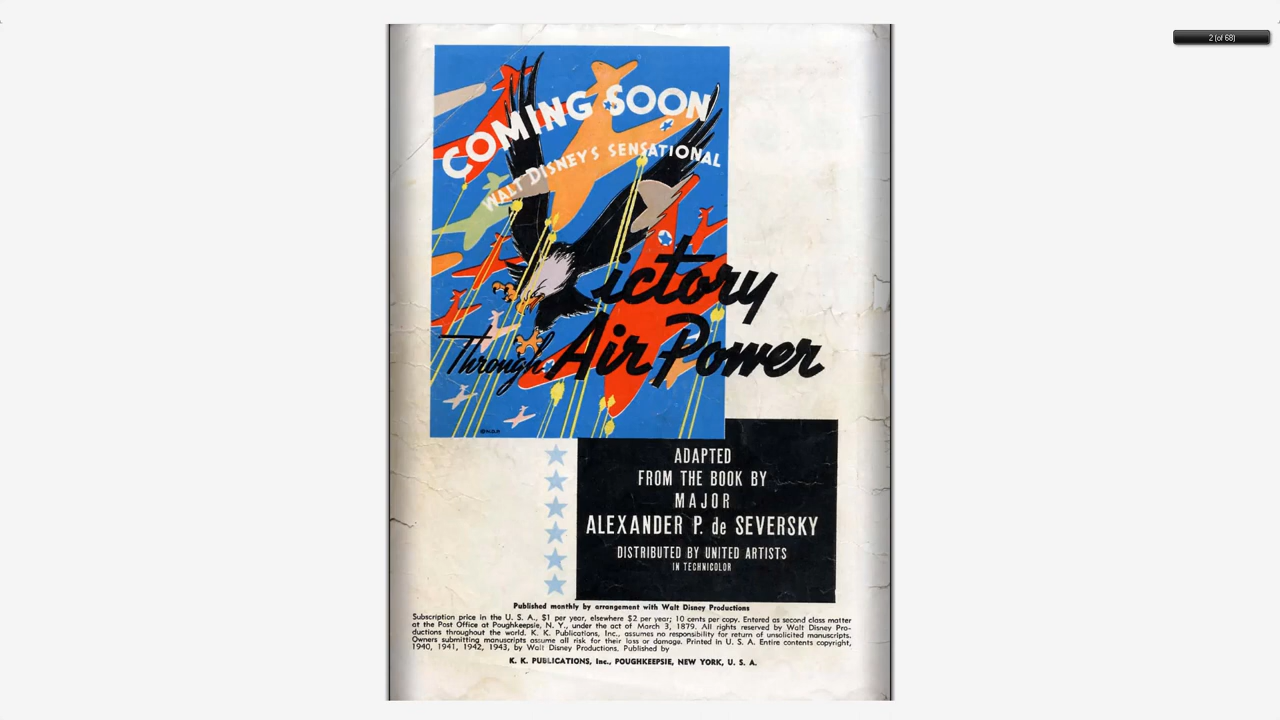 2 (of 68)
COMING SOON
WALT DISNEY'S SENSATIONAL
ictory
Through Air Power
©W.D.P.
ADAPTED
FROM THE BOOK BY
MAJOR
ALEXANDER P. de SEVERSKY
DISTRIBUTED BY UNITED ARTISTS
IN TECHNICOLOR
Published monthly by arrangement with Walt Disney Productions
Subscription price in the U. S. A., $1 per year, elsewhere $2 per year; 10 cents per copy. Entered as second class matter
at the Post Office at Poughkeepsie, N. Y., under the act of March 3, 1879. All rights reserved by Walt Disney Pro-
ductions throughout the world. K. K. Publications, Inc., assumes no responsibility for return of unsolicited manuscripts.
Owners submitting manuscripts assume all risk for their loss or damage. Printed in U. S. A. Entire contents copyright,
1940, 1941, 1942, 1943, by Walt Disney Productions. Published by
K. K. PUBLICATIONS, Inc., POUGHKEEPSIE, NEW YORK, U. S. A.